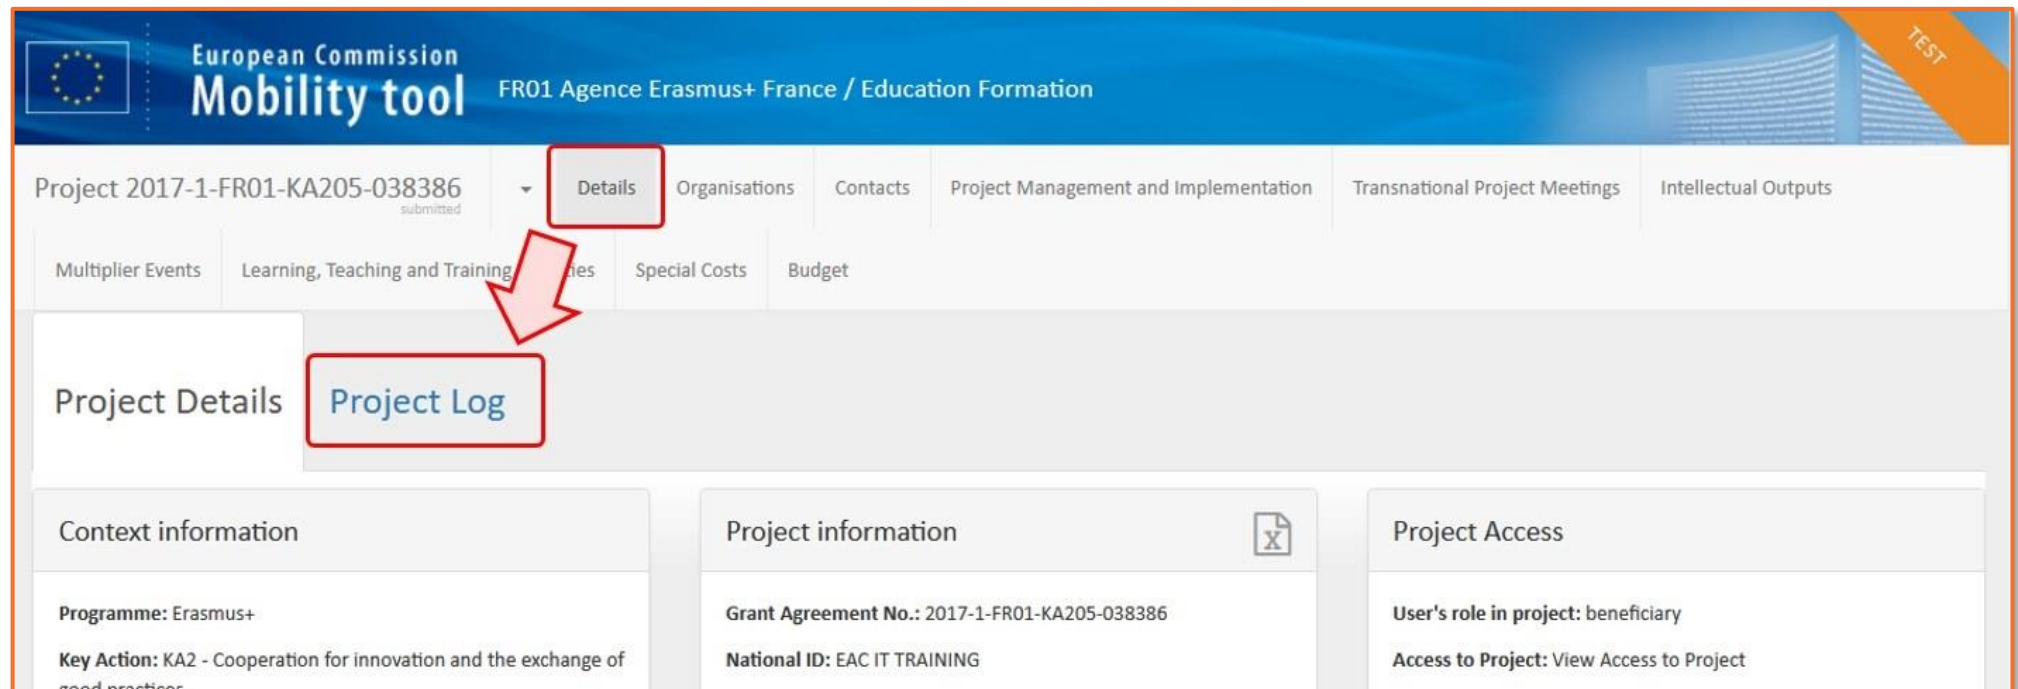 European Commission
Mobility tool
FR01 Agence Erasmus+ France / Education Formation
TEST
Project 2017-1-FR01-KA205-038386
submitted
Details
Organisations
Contacts
Project Management and Implementation
Transnational Project Meetings
Intellectual Outputs
Multiplier Events
Learning, Teaching and Training
Special Costs
Budget
Project Details
Project Log
Context information
Programme: Erasmus+
Key Action: KA2 - Cooperation for innovation and the exchange of
good practices
Project information
Grant Agreement No.: 2017-1-FR01-KA205-038386
National ID: EAC IT TRAINING
Project Access
User's role in project: beneficiary
Access to Project: View Access to Project